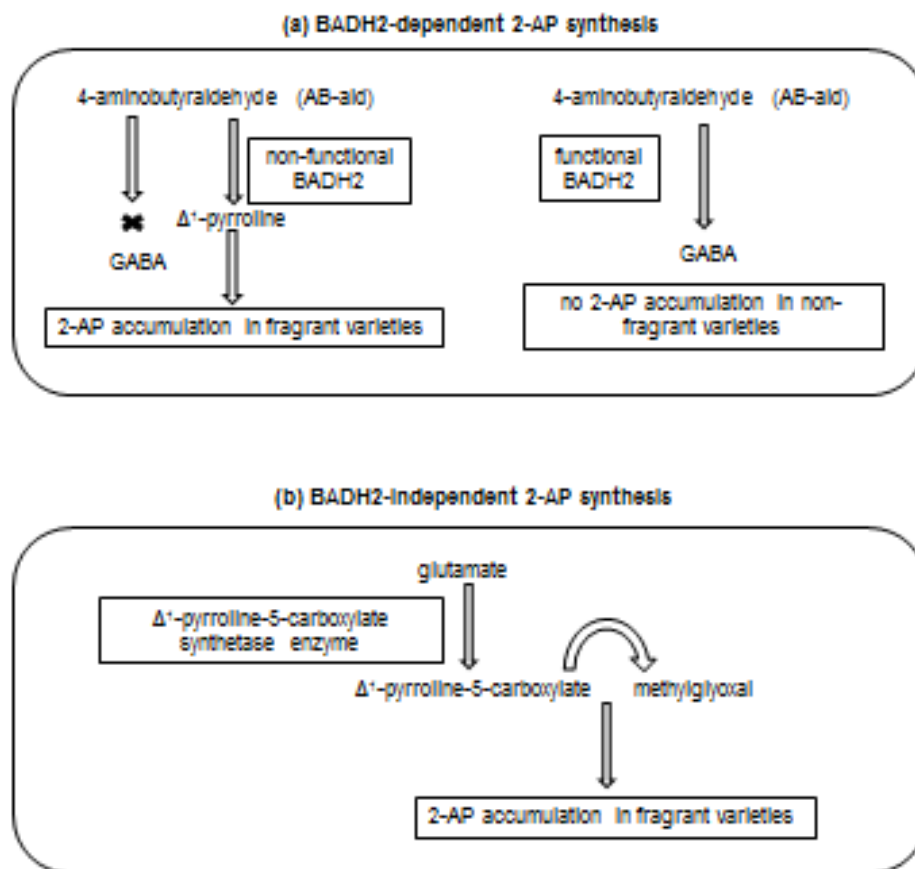 (a) BADH2-dependent 2-AP synthesis
4-aminobutyraldehyde (AB-ald)
4-aminobutyraldehyde (AB-ald)
non-functional
BADH2
functional
BADH2
Δ¹-pyrroline
GABA
GABA
2-AP accumulation in fragrant varieties
no 2-AP accumulation in non-
fragrant varieties
(b) BADH2-independent 2-AP synthesis
glutamate
Δ¹-pyrroline-5-carboxylate
synthetase enzyme
Δ¹-pyrroline-5-carboxylate
methylglyoxal
2-AP accumulation in fragrant varieties